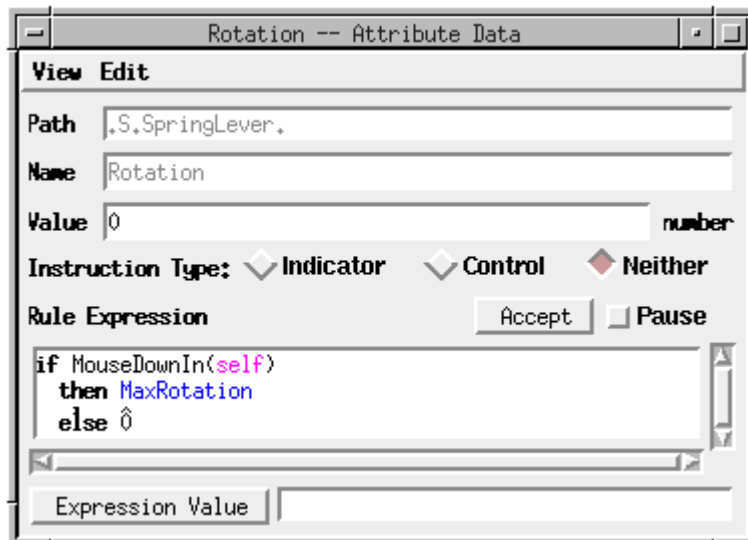 Rotation -- Attribute Data
View Edit
Path .S.SpringLever.
Name Rotation
Value 0 number
Instruction Type: Indicator Control Neither
Rule Expression Accept Pause
if MouseDownIn(self)
then MaxRotation
else 0
Expression Value